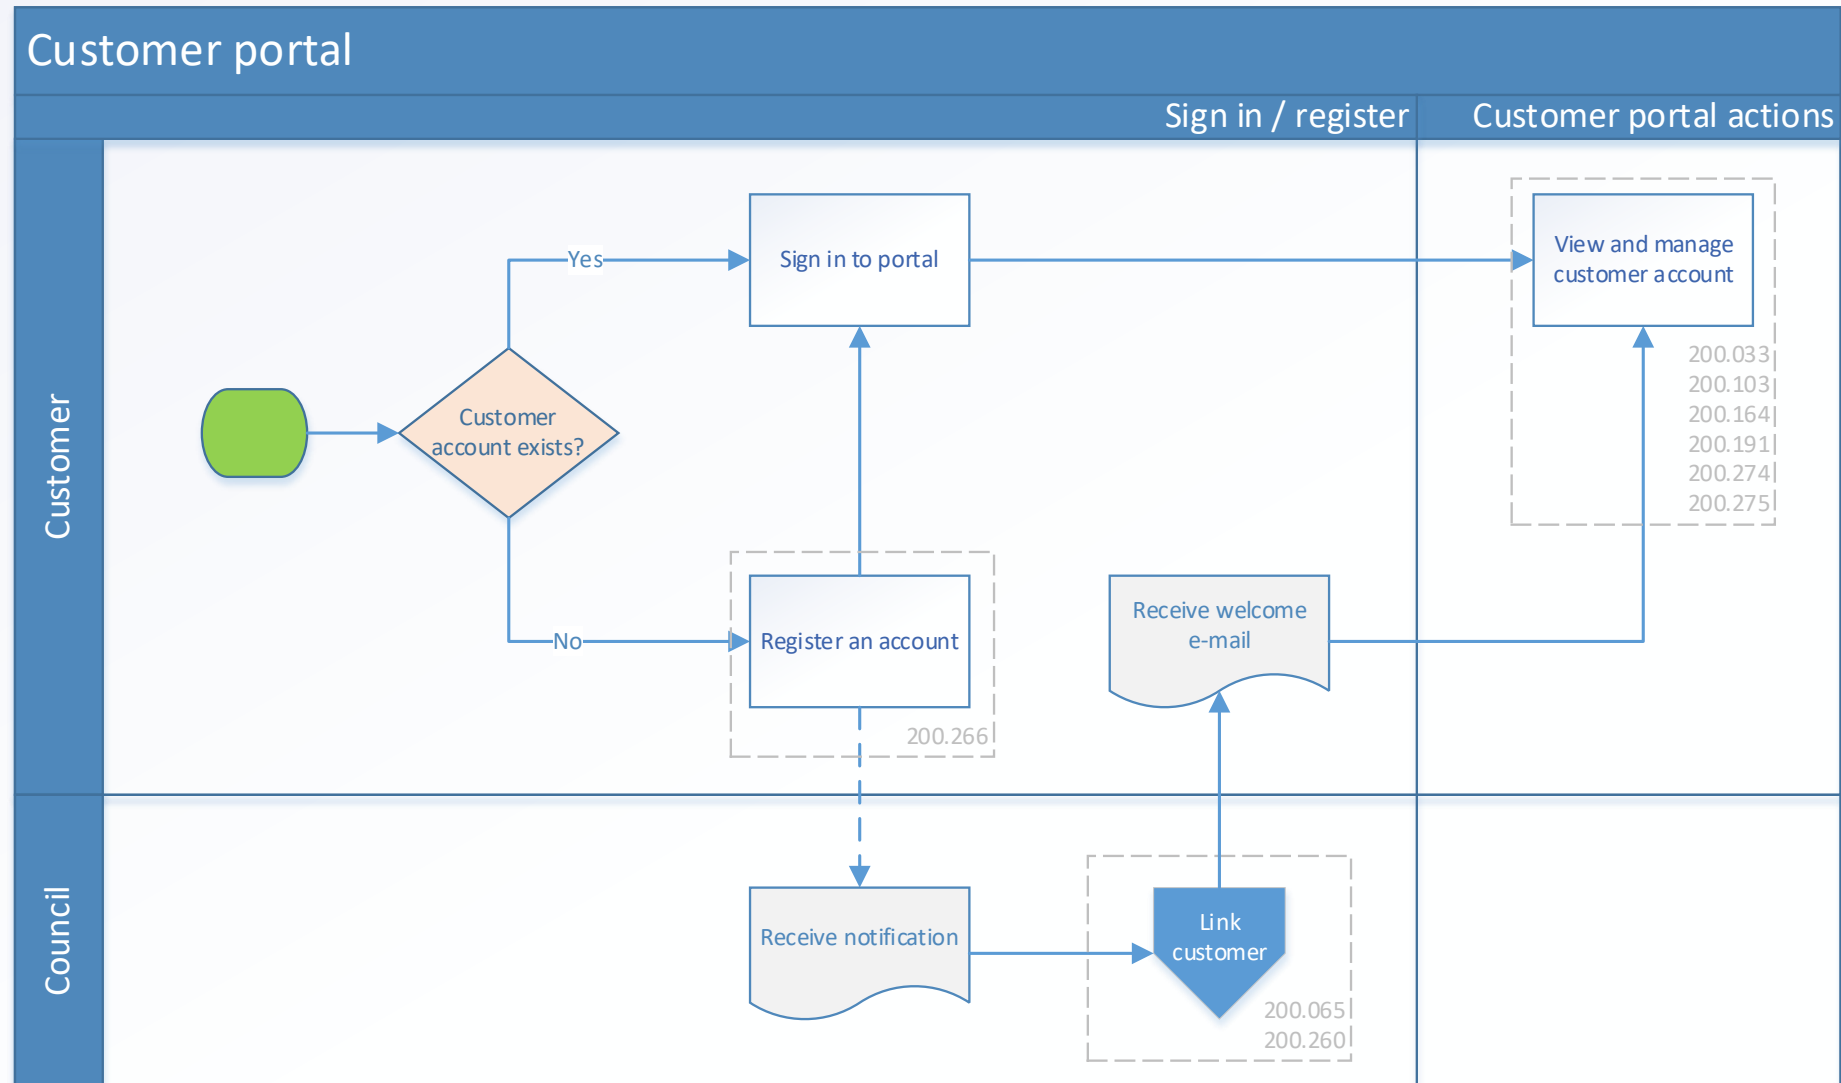 Customer portal
Sign in / register
Customer portal actions
Customer
Yes
Sign in to portal
View and manage
customer account
200.033
200.103
200.164
200.191
200.274
200.275
Customer
account exists?
No
Register an account
200.266
Receive welcome
e-mail
Council
Receive notification
Link
customer
200.065
200.260